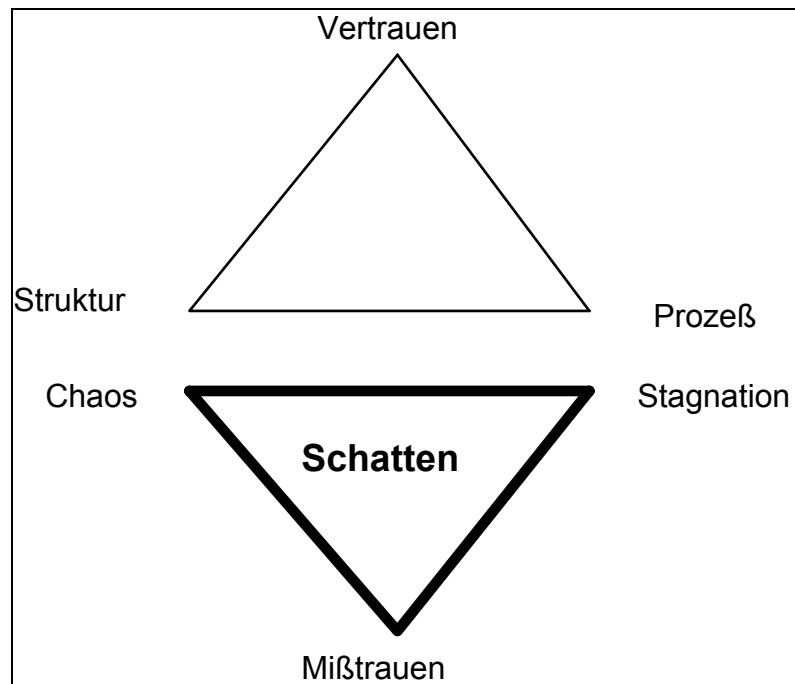 Vertrauen
Struktur
Prozeß
Chaos
Stagnation
Schatten
Mißtrauen